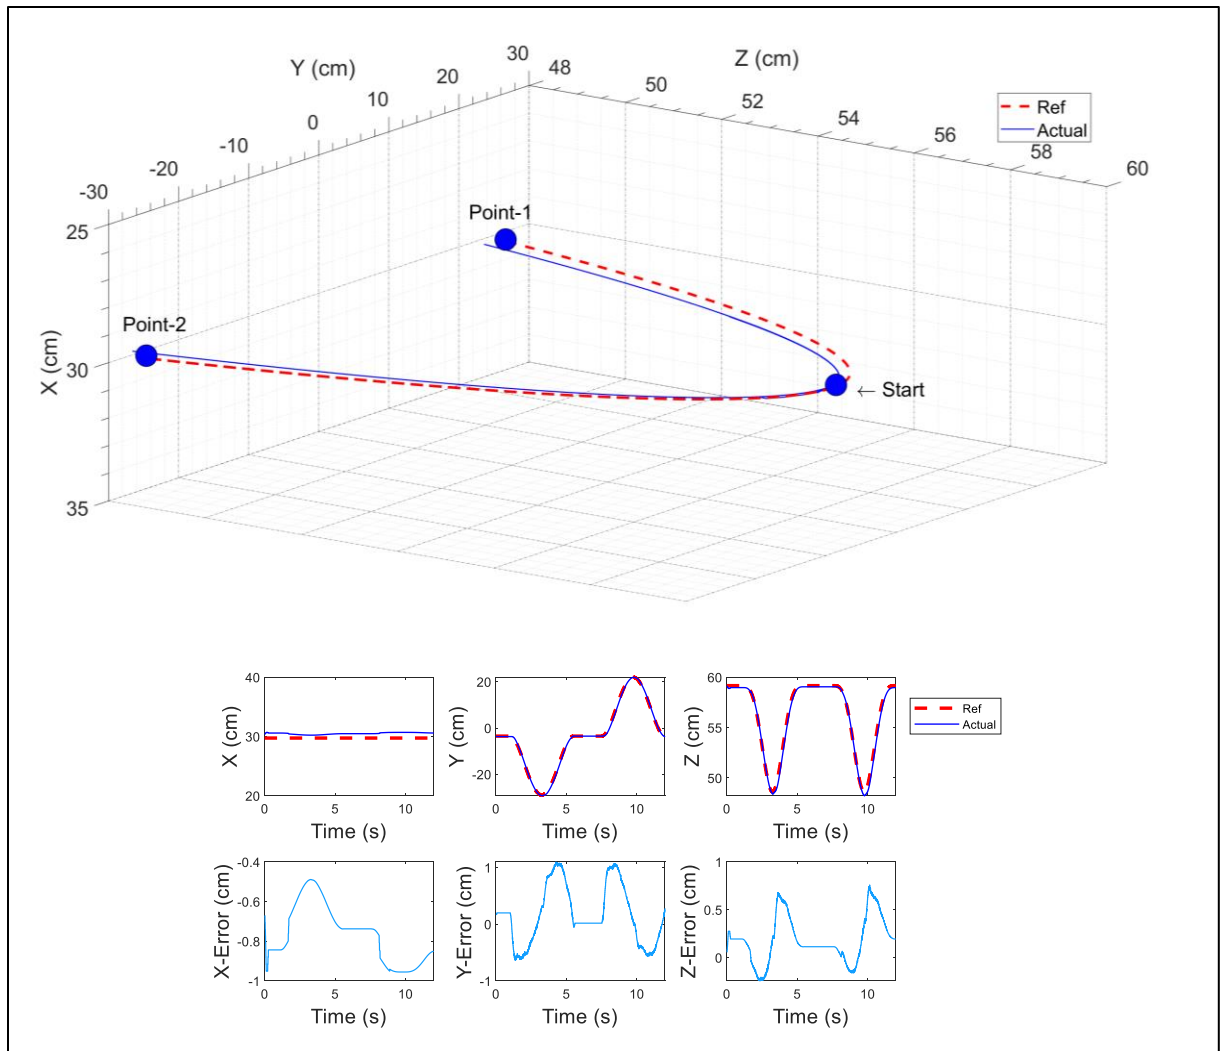 Y (cm)
Z (cm)
30
48
20
50
10
52
0
54
-10
56
-20
58
-30
60
Ref
Actual
Point-1
25
Point-2
30
X (cm)
← Start
35
40
30
20
X (cm)
0
5
10
Time (s)
20
0
-20
Y (cm)
0
5
10
Time (s)
60
55
50
Z (cm)
0
5
10
Time (s)
Ref
Actual
-0.4
-0.6
-0.8
-1
X-Error (cm)
0
5
10
Time (s)
1
0
-1
Y-Error (cm)
0
5
10
Time (s)
1
0.5
0
Z-Error (cm)
0
5
10
Time (s)